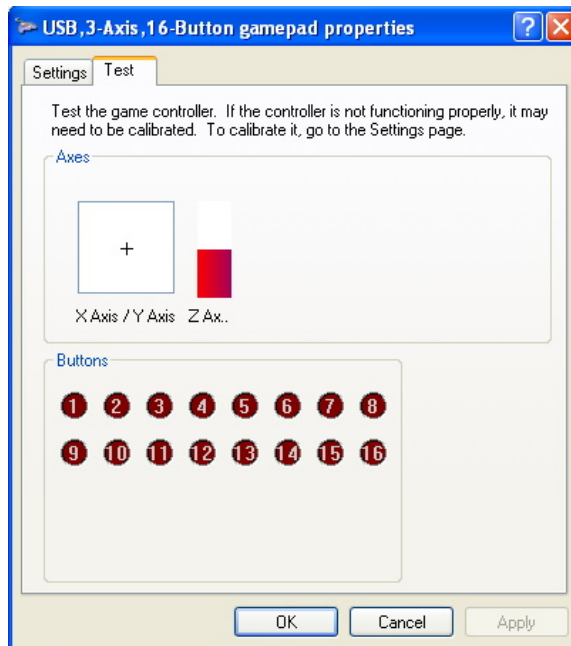 USB,3-Axis,16-Button gamepad properties
Settings Test
Test the game controller. If the controller is not functioning properly, it may
need to be calibrated. To calibrate it, go to the Settings page.
Axes
X Axis / Y Axis Z Ax..
Buttons
1 2 3 4 5 6 7 8
9 10 11 12 13 14 15 16
OK Cancel Apply